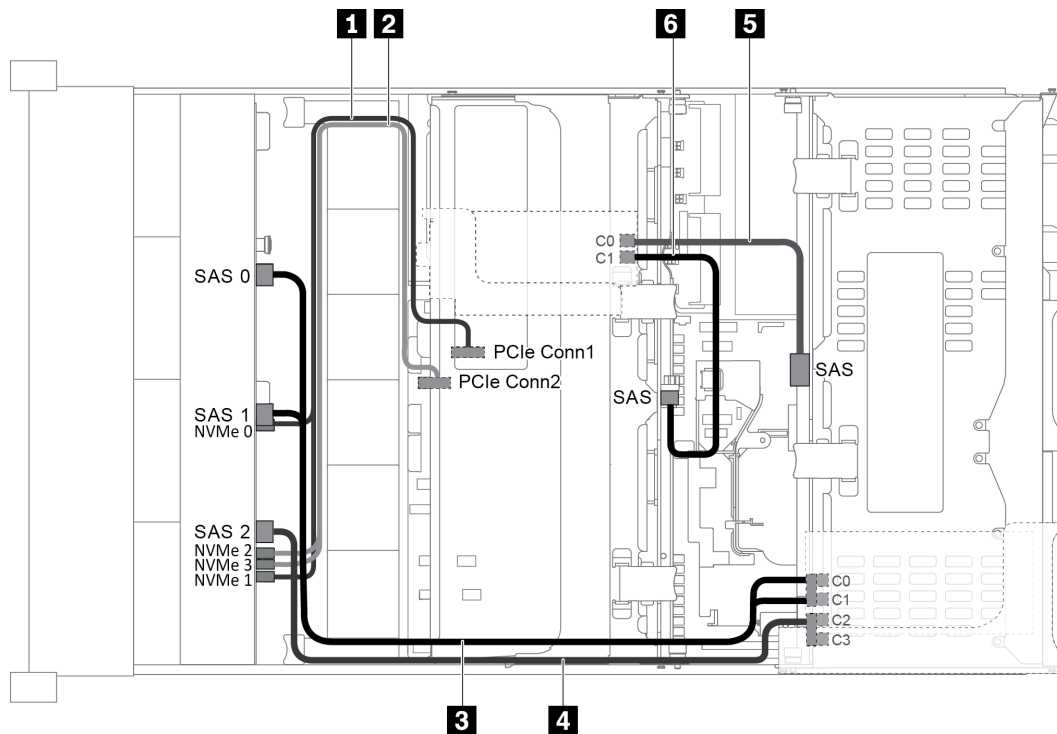 1 2 6 5
C0
C1
SAS 0
PCIe Conn1
SAS
PCIe Conn2
SAS
SAS 1
NVMe 0
SAS 2
NVMe 2
NVMe 3
NVMe 1
C0
C1
C2
C3
3 4